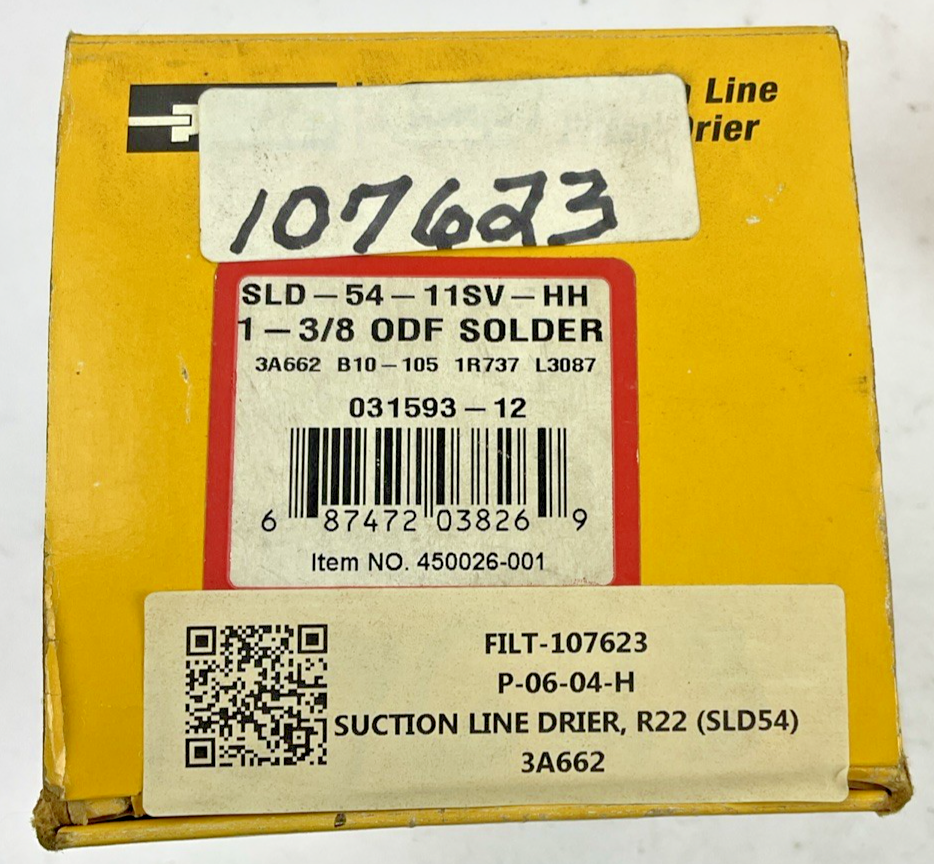 Line
Drier
107623
SLD-54-11SV-HH
1-3/8 ODF SOLDER
3A662 B10-105 1R737 L3087
031593-12
6 87472 03826 9
Item NO. 450026-001
FILT-107623
P-06-04-H
SUCTION LINE DRIER, R22 (SLD54)
3A662